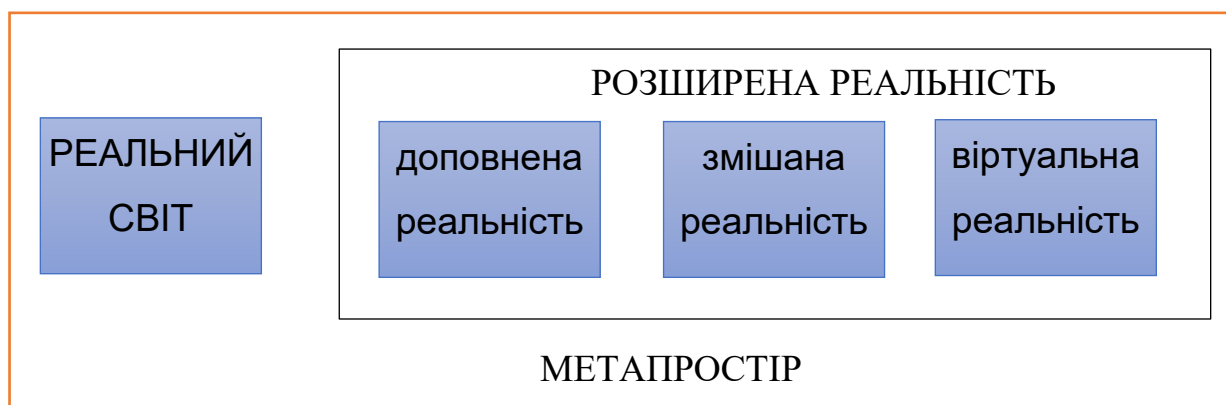 РОЗШИРЕНА РЕАЛЬНІСТЬ
РЕАЛЬНИЙ
СВІТ
доповнена
реальність
змішана
реальність
віртуальна
реальність
МЕТАПРОСТІР